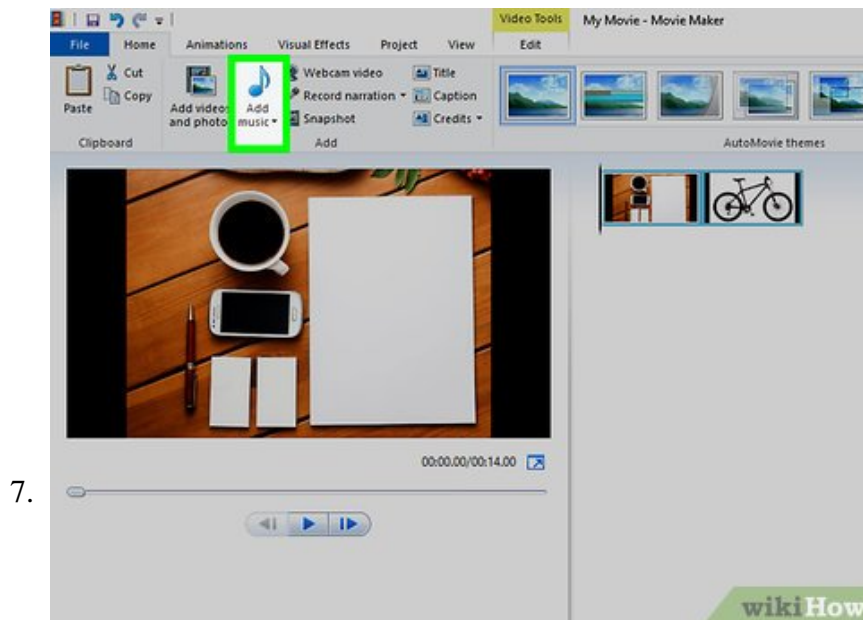 My Movie - Movie Maker
Video Tools
File Home Animations Visual Effects Project View Edit
Paste
Cut
Copy
Clipboard
Add videos
and photo
Add
music
Webcam video
Record narration
Snapshot
Title
Caption
Credits
Add
AutoMovie themes
00:00.00/00:14.00
7.
wikiHow